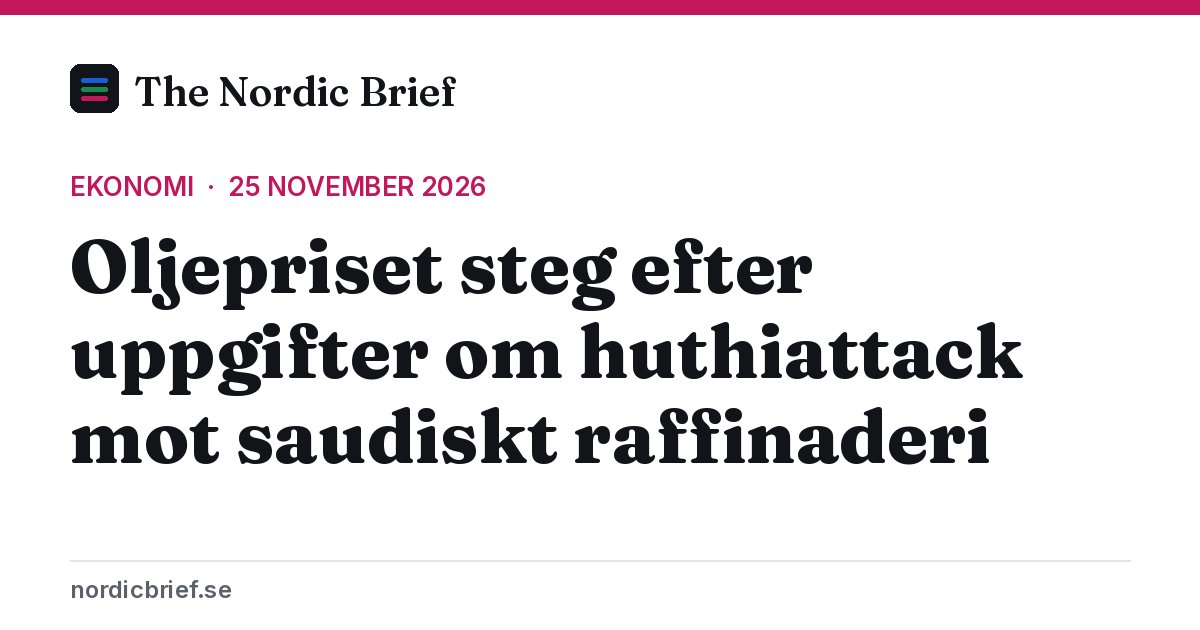 The Nordic Brief
EKONOMI · 25 NOVEMBER 2026
Oljepriset steg efter
uppgifter om huthiattack
mot saudiskt raffinaderi
nordicbrief.se